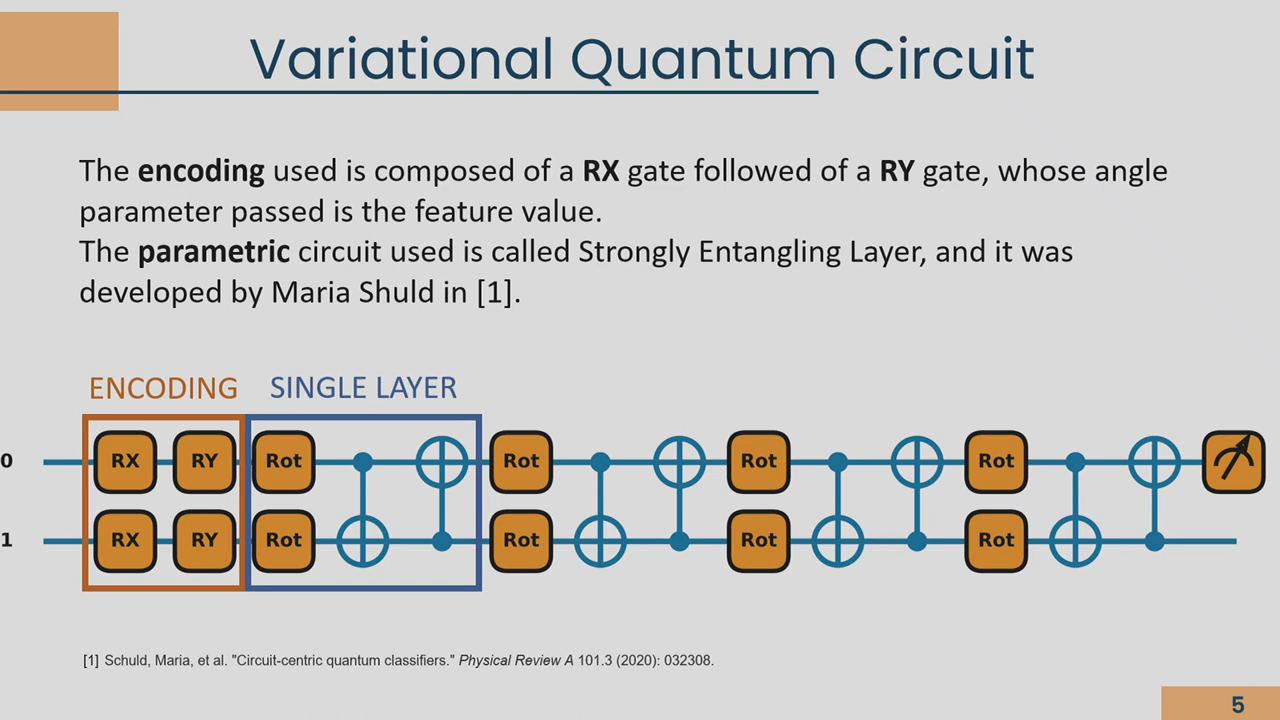 Variational Quantum Circuit
The encoding used is composed of a RX gate followed of a RY gate, whose angle
parameter passed is the feature value.
The parametric circuit used is called Strongly Entangling Layer, and it was
developed by Maria Shuld in [1].
ENCODING SINGLE LAYER
0 RX RY Rot Rot Rot Rot
1 RX RY Rot Rot Rot Rot
[1] Schuld, Maria, et al. "Circuit-centric quantum classifiers." Physical Review A 101.3 (2020): 032308.
5